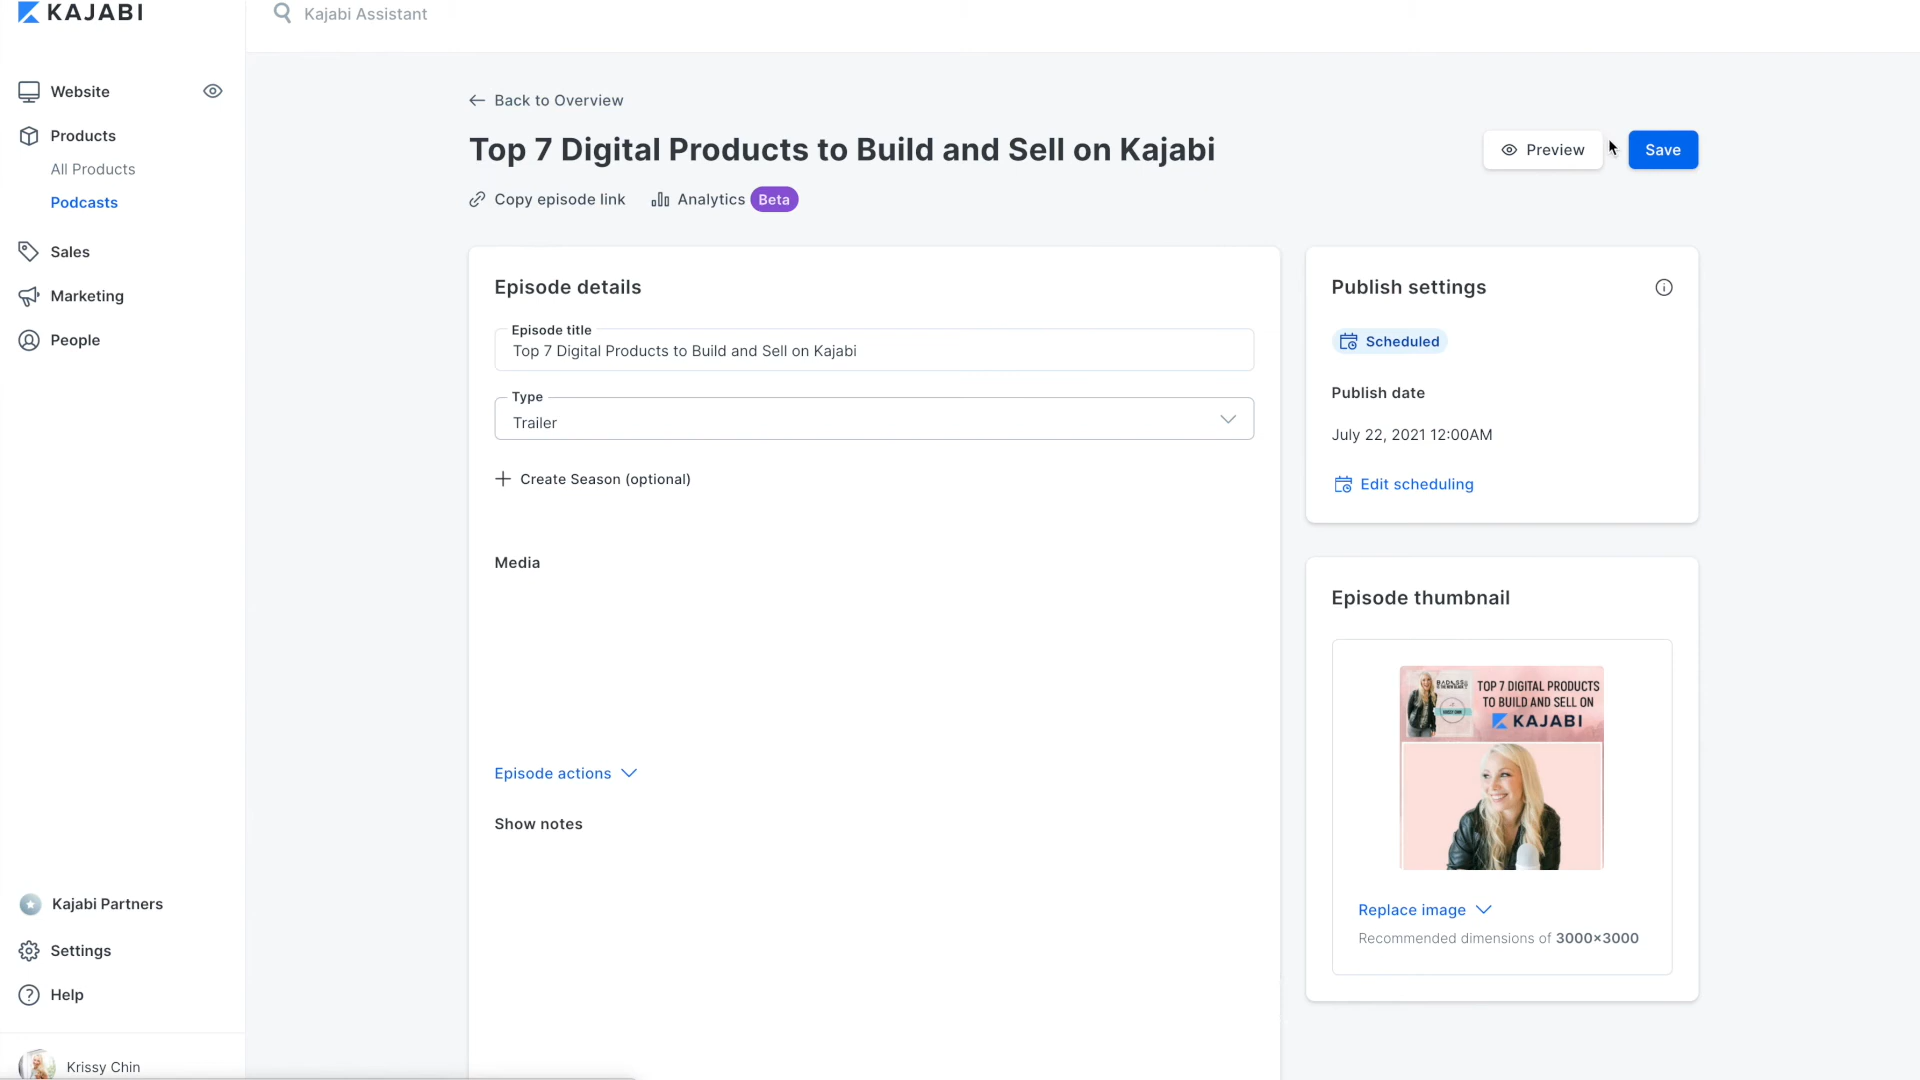 KAJABI
Kajabi Assistant
Website
Products
All Products
Podcasts
Sales
Marketing
People
Kajabi Partners
Settings
Help
Krissy Chin
Back to Overview
Top 7 Digital Products to Build and Sell on Kajabi
Preview
Save
Copy episode link
Analytics Beta
Episode details
Episode title
Top 7 Digital Products to Build and Sell on Kajabi
Type
Trailer
Create Season (optional)
Media
Episode actions
Show notes
Publish settings
Scheduled
Publish date
July 22, 2021 12:00AM
Edit scheduling
Episode thumbnail
TOP 7 DIGITAL PRODUCTS
TO BUILD AND SELL ON
KAJABI
Replace image
Recommended dimensions of 3000×3000